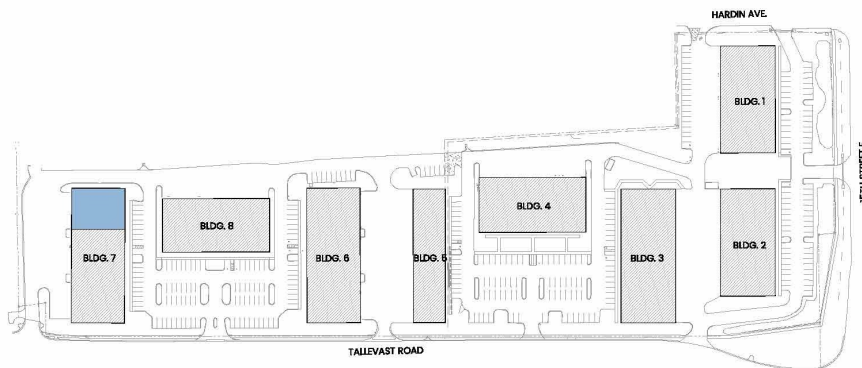 HARDIN AVE.
BLDG. 1
BLDG. 8
BLDG. 4
BLDG. 7
BLDG. 6
BLDG. 5
BLDG. 3
BLDG. 2
TALLEVAST ROAD